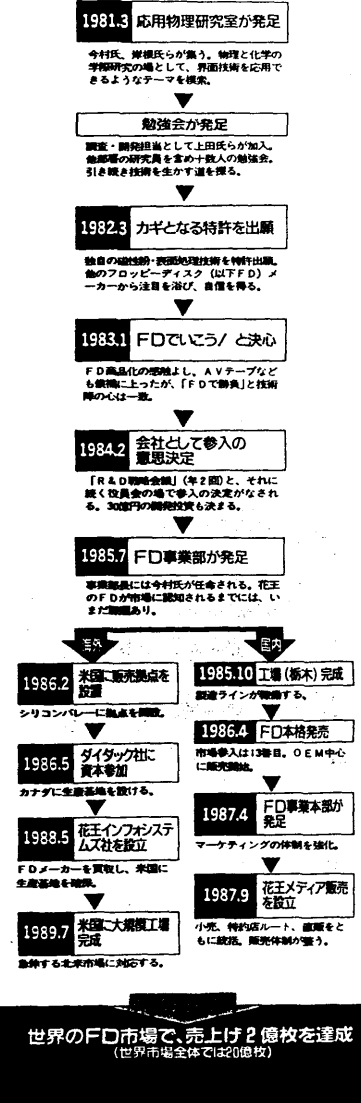 1981.3 応用物理研究室が発足
今村氏、岸根氏らが集う。物理と化学の
学際研究の場として、界面技術を応用で
きるようなテーマを模索。
勉強会が発足
調査・開発担当として上田氏らが加入。
他部署の研究員を含め十数人の勉強会。
引き続き技術を生かす道を探る。
1982.3 カギとなる特許を出願
独自の磁性粉・表面処理技術を特許出願。
他のフロッピーディスク(以下FD)メ
ーカーから注目を浴び、自信を得る。
1983.1 FDでいこう!と決心
FD商品化の感触よし。AVテープなど
も候補に上ったが、「FDで勝負」と技術
陣の心は一致。
1984.2 会社として参入の
意思決定
「R&D戦略会議」(年2回)と、それに
続く役員会の場で参入の決定がなされ
る。30億円の開発投資も決まる。
1985.7 FD事業部が発足
事業部長には今村氏が任命される。花王
のFDが市場に認知されるまでには、い
まだ課題あり。
海外
1986.2 米国に販売拠点を
設置
シリコンバレーに拠点を開設。
1986.5 ダイダック社に
資本参加
カナダに生産基地を設ける。
1988.5 花王インフォシステ
ムズ社を設立
FDメーカーを買収し、米国に
生産基地を確保。
1989.7 米国に大規模工場
完成
急伸する北米市場に対応する。
国内
1985.10 工場(栃木)完成
製造ラインが稼働する。
1986.4 FD本格発売
市場参入は13番目。OEM中心
に販売開始。
1987.4 FD事業本部が
発足
マーケティングの体制を強化。
1987.9 花王メディア販売
を設立
小売、特約店ルート、直販をと
もに統括。販売体制が整う。
世界のFD市場で、売上げ2億枚を達成
(世界市場全体では20億枚)